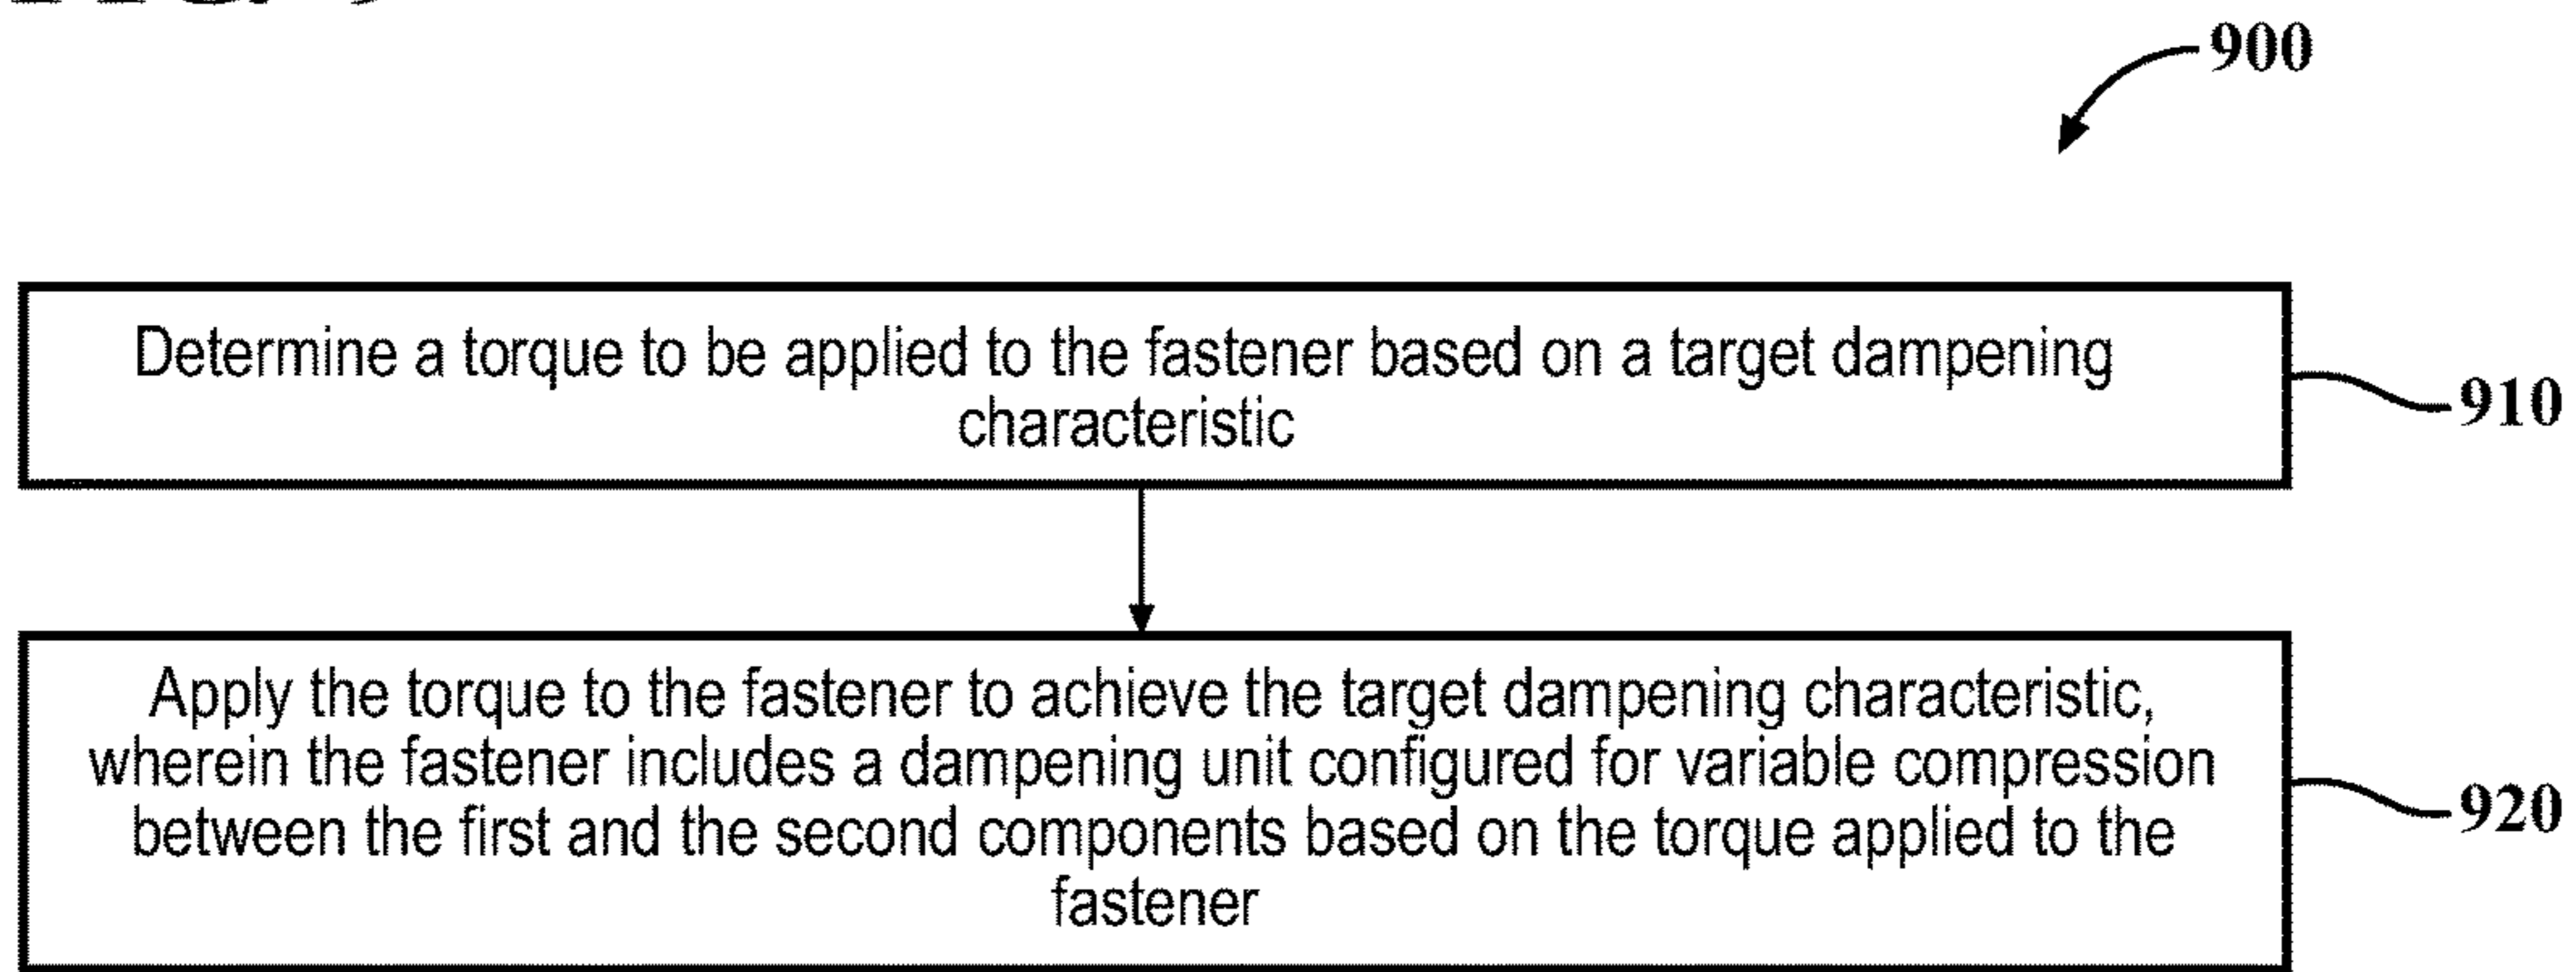 900
Determine a torque to be applied to the fastener based on a target dampening
characteristic
910
Apply the torque to the fastener to achieve the target dampening characteristic,
wherein the fastener includes a dampening unit configured for variable compression
between the first and the second components based on the torque applied to the
fastener
920